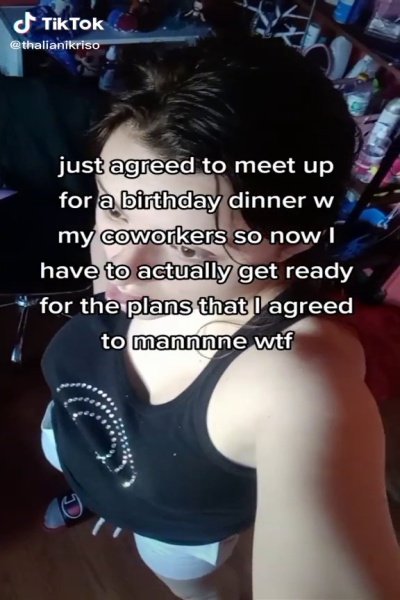 TikTok
@thalianikriso
just agreed to meet up
for a birthday dinner w
my coworkers so now I
have to actually get ready
for the plans that I agreed
to mannnne wtf